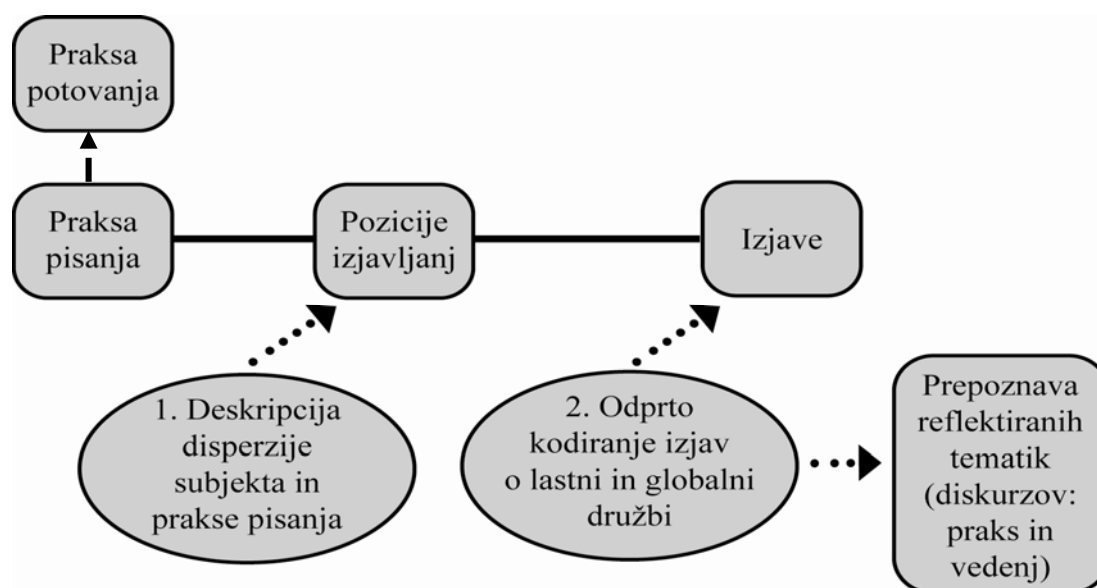 Praksa
potovanja
Praksa
pisanja
Pozicije
izjavljanj
Izjave
1. Deskripcija
disperzije
subjekta in
prakse pisanja
2. Odprto
kodiranje izjav
o lastni in globalni
družbi
Prepoznava
reflektiranih
tematik
(diskurzov:
praks in
vedenj)